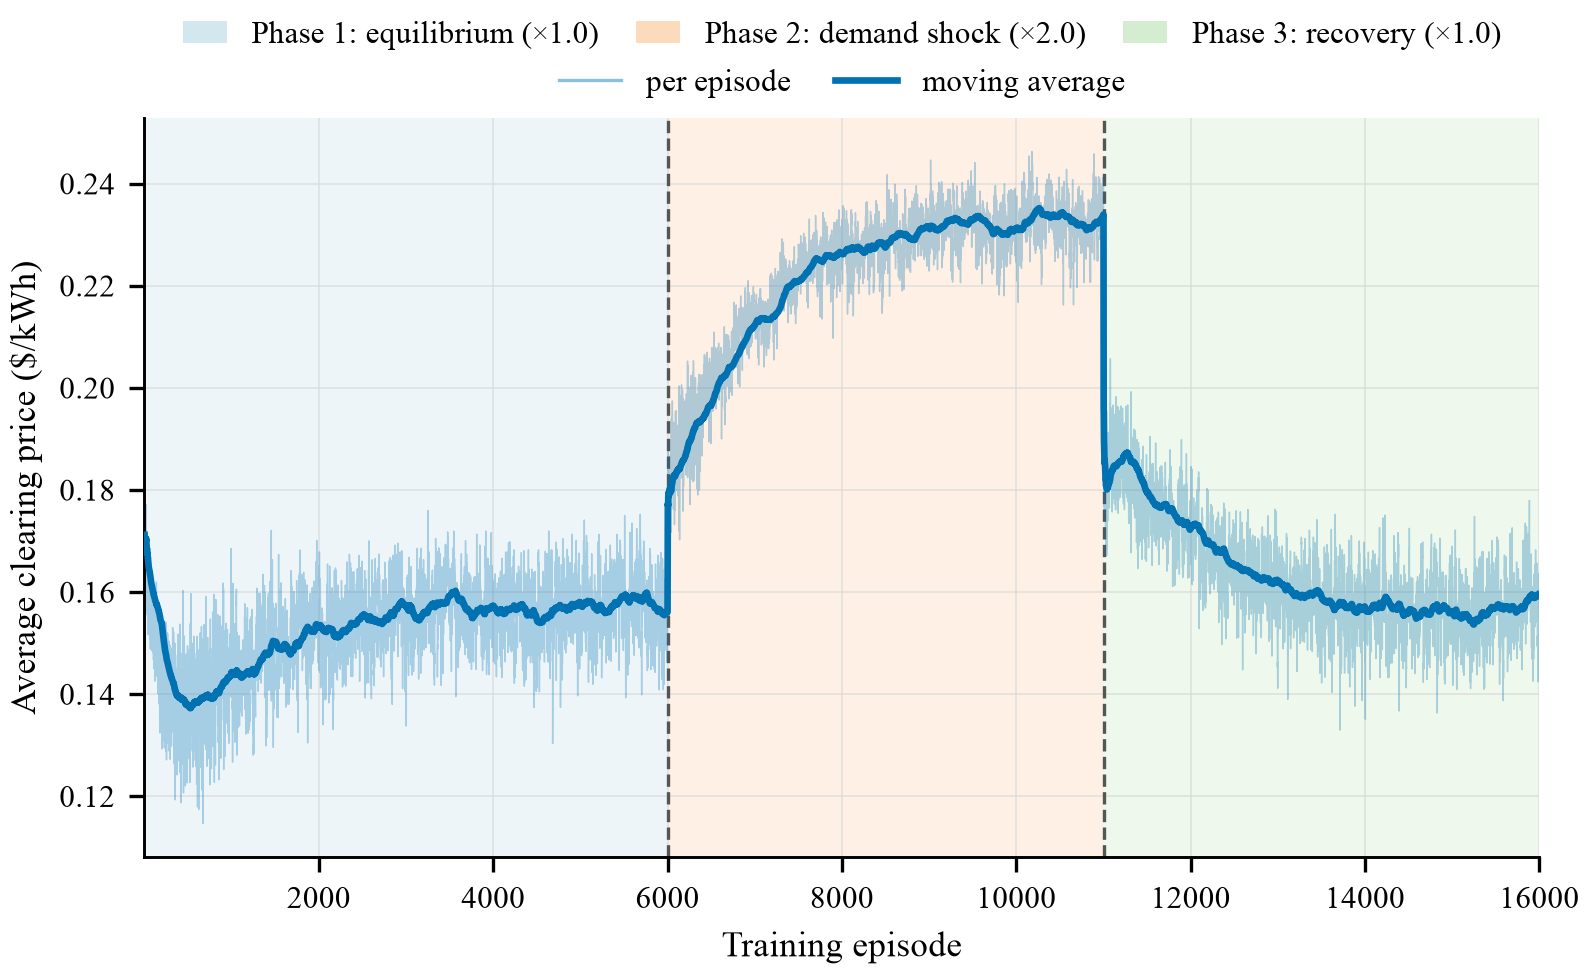 Phase 1: equilibrium (×1.0) Phase 2: demand shock (×2.0) Phase 3: recovery (×1.0)
per episode moving average
Average clearing price ($/kWh)
0.24
0.22
0.20
0.18
0.16
0.14
0.12
2000 4000 6000 8000 10000 12000 14000 16000
Training episode